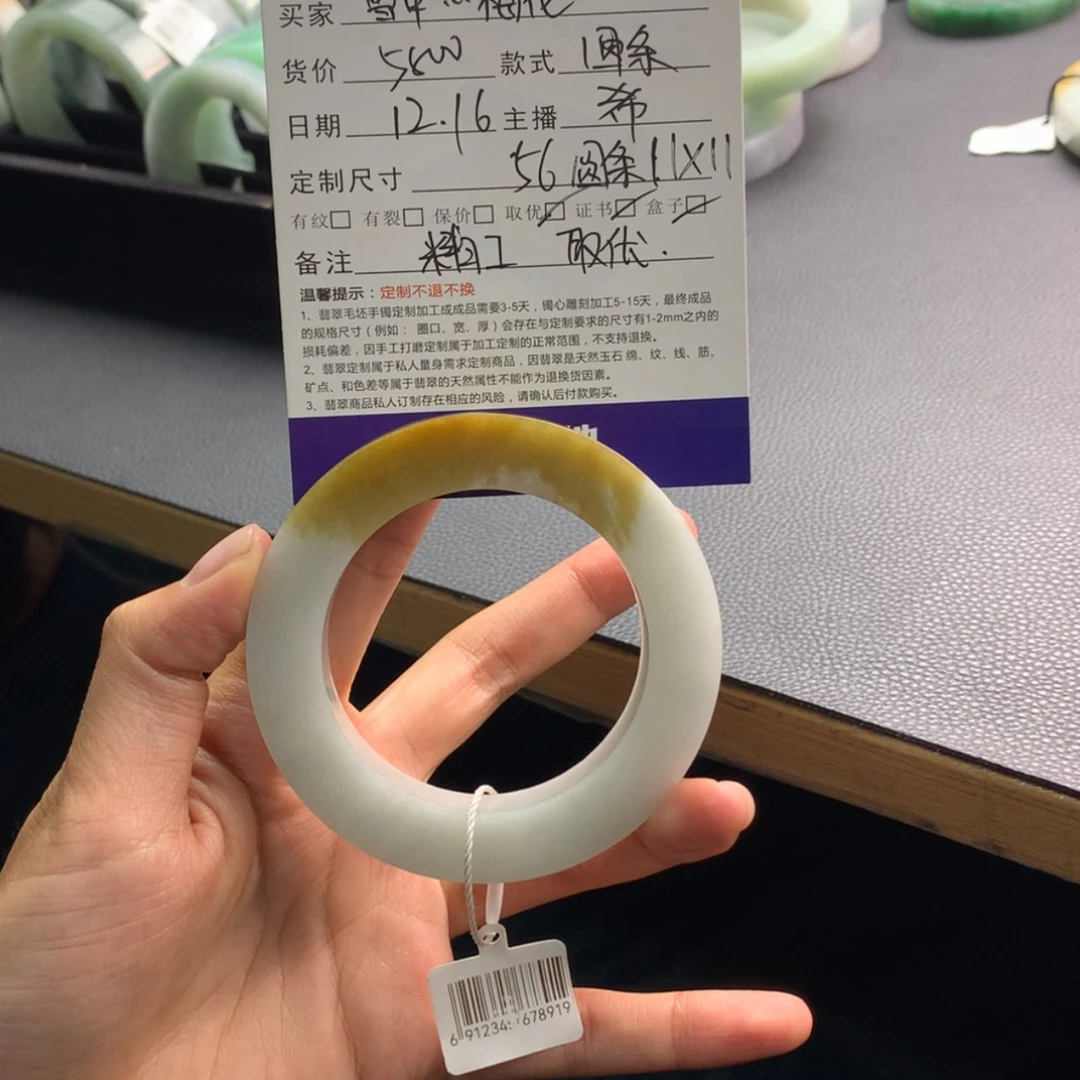 买家 雪中心梅花
货价 5800 款式 1圆条
日期 12.16 主播 希
定制尺寸 56 圆条 11X11
有纹 有裂 保价 取优 证书 盒子
备注 精工 取优.
温馨提示：定制不退不换
1、翡翠毛坯手镯定制加工成成品需要3-5天，镯心雕刻加工5-15天，最终成品
的规格尺寸（例如： 圈口、宽、厚）会存在与定制要求的尺寸有1-2mm之内的
损耗偏差，因手工打磨定制属于加工定制的正常范围，不支持退换。
2、翡翠定制属于私人量身需求定制商品，因翡翠是天然玉石 绵、纹、线、筋、
矿点、和色差等属于翡翠的天然属性不能作为退换货因素。
3、翡翠商品私人订制存在相应的风险，请确认后付款购买。